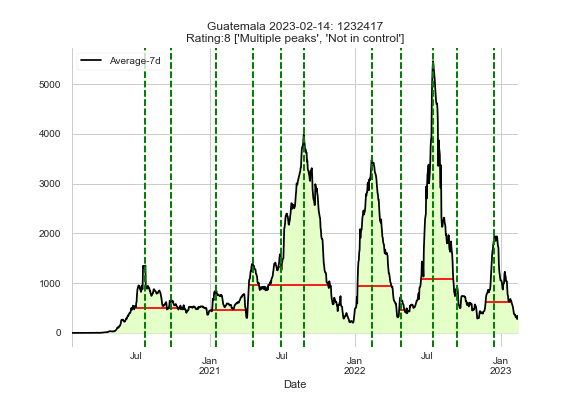 Guatemala 2023-02-14: 1232417
Rating:8 ['Multiple peaks', 'Not in control']
Average-7d
5000
4000
3000
2000
1000
0
Jul
Jan
2021
Jul
Jan
2022
Jul
Jan
2023
Date